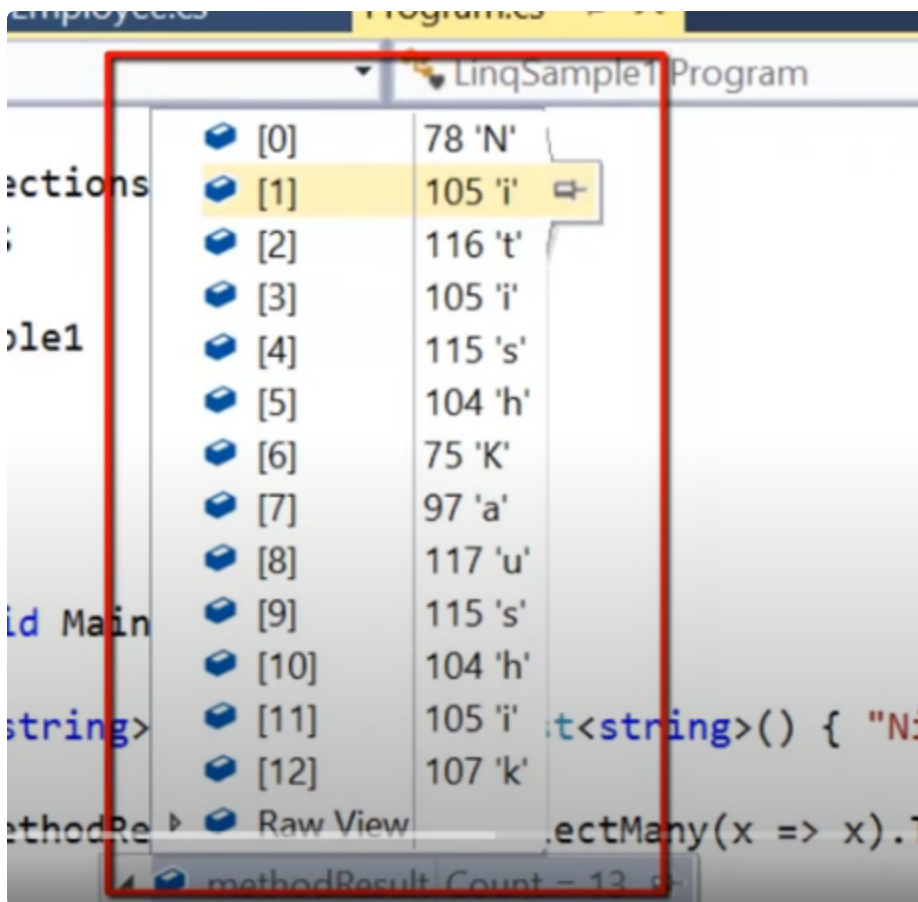 Employee.cs Program.cs
LinqSample1.Program
[0] 78 'N'
ections [1] 105 'i'
[2] 116 't'
[3] 105 'i'
ple1 [4] 115 's'
[5] 104 'h'
[6] 75 'K'
[7] 97 'a'
[8] 117 'u'
id Main [9] 115 's'
[10] 104 'h'
string> [11] 105 'i' t<string>() { "Ni
[12] 107 'k'
ethodRe Raw View ectMany(x => x).T
methodResult Count = 13